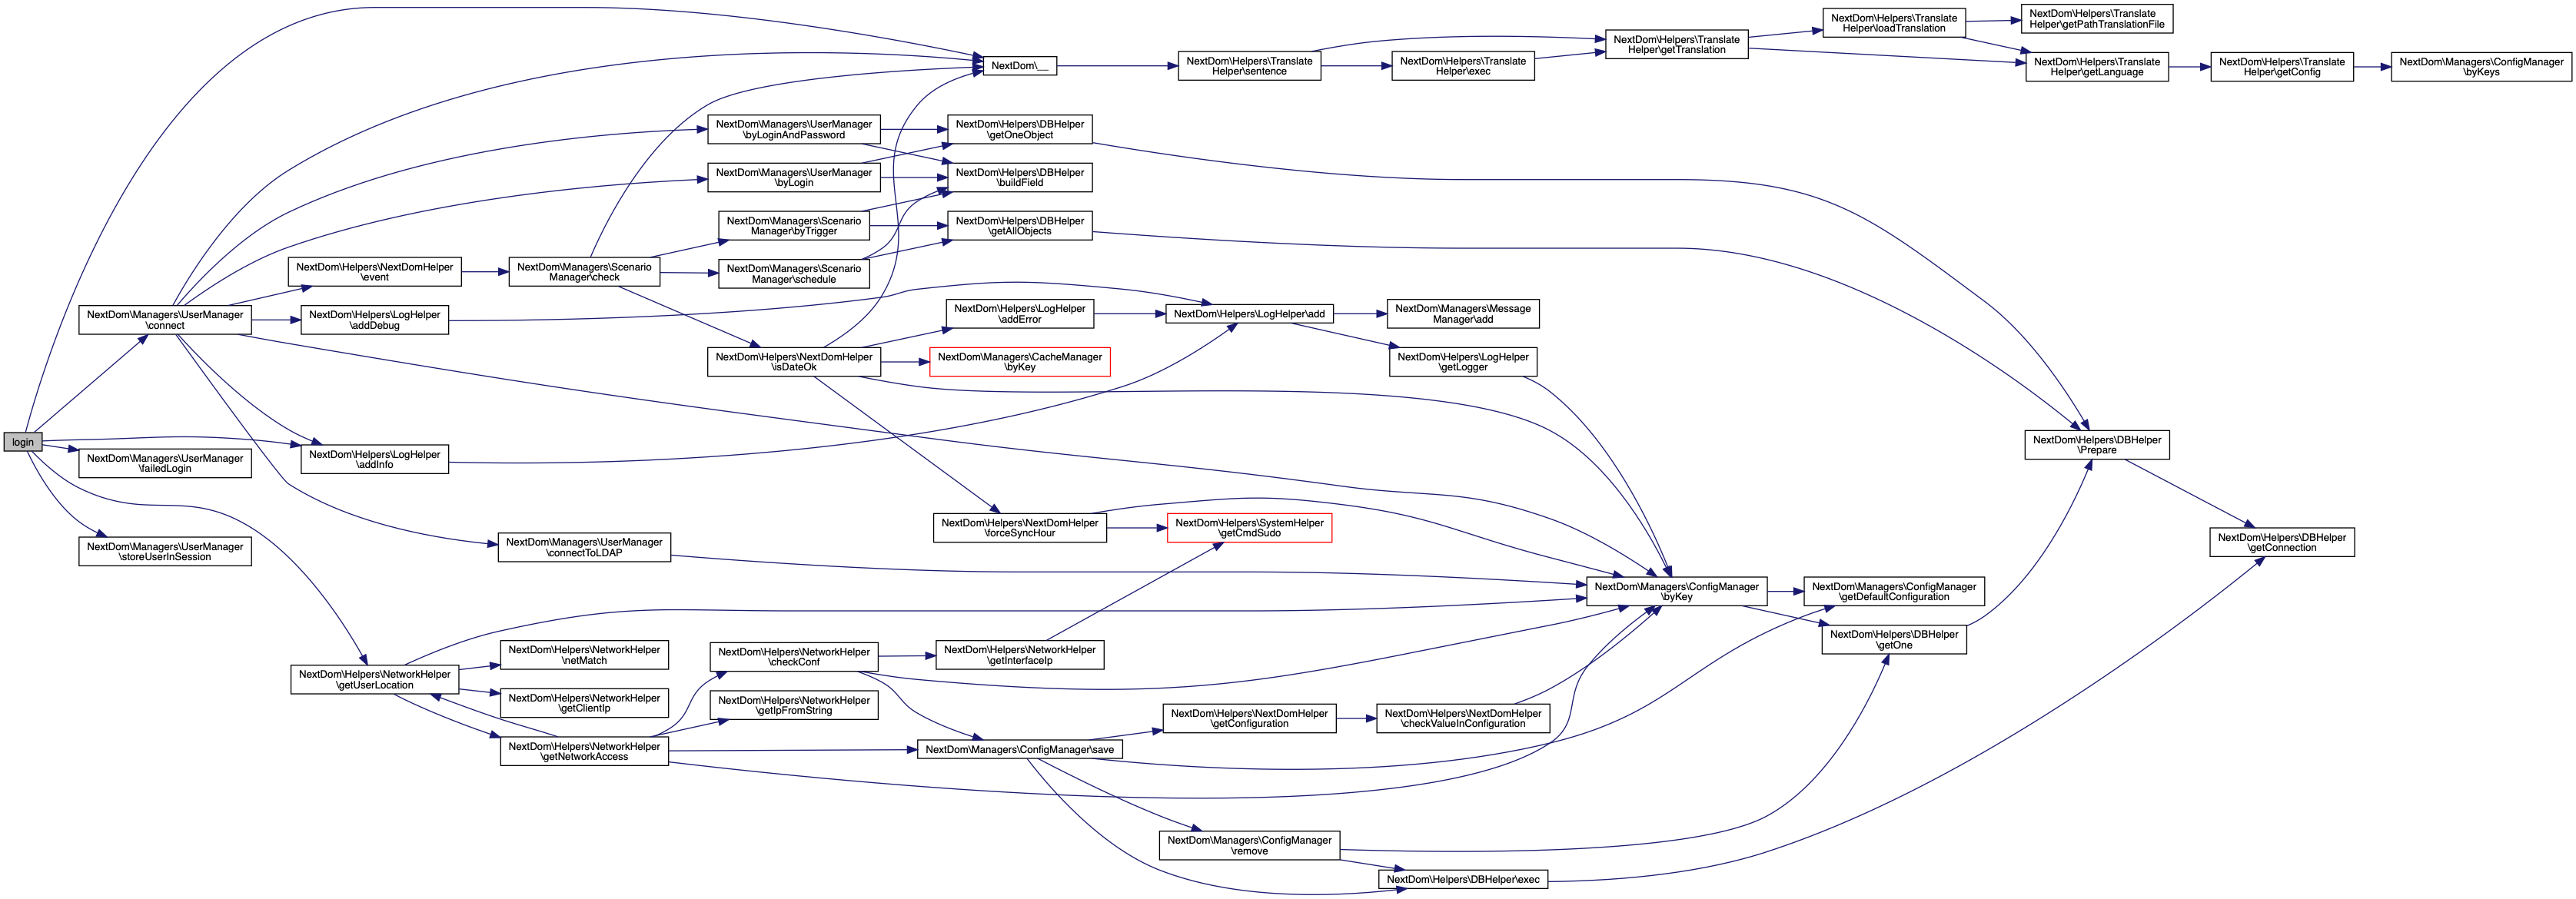 login
NextDom\Managers\UserManager
\connect
NextDom\Managers\UserManager
\failedLogin
NextDom\Managers\UserManager
\storeUserInSession
NextDom\Helpers\NextDomHelper
\event
NextDom\Helpers\LogHelper
\addDebug
NextDom\Helpers\LogHelper
\addInfo
NextDom\Helpers\NetworkHelper
\getUserLocation
NextDom\Managers\Scenario
Manager\check
NextDom\Managers\UserManager
\connectToLDAP
NextDom\Helpers\NetworkHelper
\netMatch
NextDom\Helpers\NetworkHelper
\getClientIp
NextDom\Helpers\NetworkHelper
\getNetworkAccess
NextDom\Managers\UserManager
\byLoginAndPassword
NextDom\Managers\UserManager
\byLogin
NextDom\Managers\Scenario
Manager\byTrigger
NextDom\Managers\Scenario
Manager\schedule
NextDom\Helpers\NextDomHelper
\isDateOk
NextDom\Helpers\NetworkHelper
\checkConf
NextDom\Helpers\NetworkHelper
\getIpFromString
NextDom\__
NextDom\Helpers\DBHelper
\getOneObject
NextDom\Helpers\DBHelper
\buildField
NextDom\Helpers\DBHelper
\getAllObjects
NextDom\Helpers\LogHelper
\addError
NextDom\Managers\CacheManager
\byKey
NextDom\Helpers\NextDomHelper
\forceSyncHour
NextDom\Helpers\NetworkHelper
\getInterfaceIp
NextDom\Managers\ConfigManager\save
NextDom\Helpers\Translate
Helper\sentence
NextDom\Helpers\LogHelper\add
NextDom\Helpers\SystemHelper
\getCmdSudo
NextDom\Helpers\NextDomHelper
\getConfiguration
NextDom\Managers\ConfigManager
\remove
NextDom\Helpers\Translate
Helper\exec
NextDom\Managers\Message
Manager\add
NextDom\Helpers\LogHelper
\getLogger
NextDom\Helpers\NextDomHelper
\checkValueInConfiguration
NextDom\Helpers\DBHelper\exec
NextDom\Helpers\Translate
Helper\getTranslation
NextDom\Managers\ConfigManager
\byKey
NextDom\Helpers\Translate
Helper\loadTranslation
NextDom\Managers\ConfigManager
\getDefaultConfiguration
NextDom\Helpers\DBHelper
\getOne
NextDom\Helpers\Translate
Helper\getPathTranslationFile
NextDom\Helpers\Translate
Helper\getLanguage
NextDom\Helpers\DBHelper
\Prepare
NextDom\Helpers\Translate
Helper\getConfig
NextDom\Helpers\DBHelper
\getConnection
NextDom\Managers\ConfigManager
\byKeys